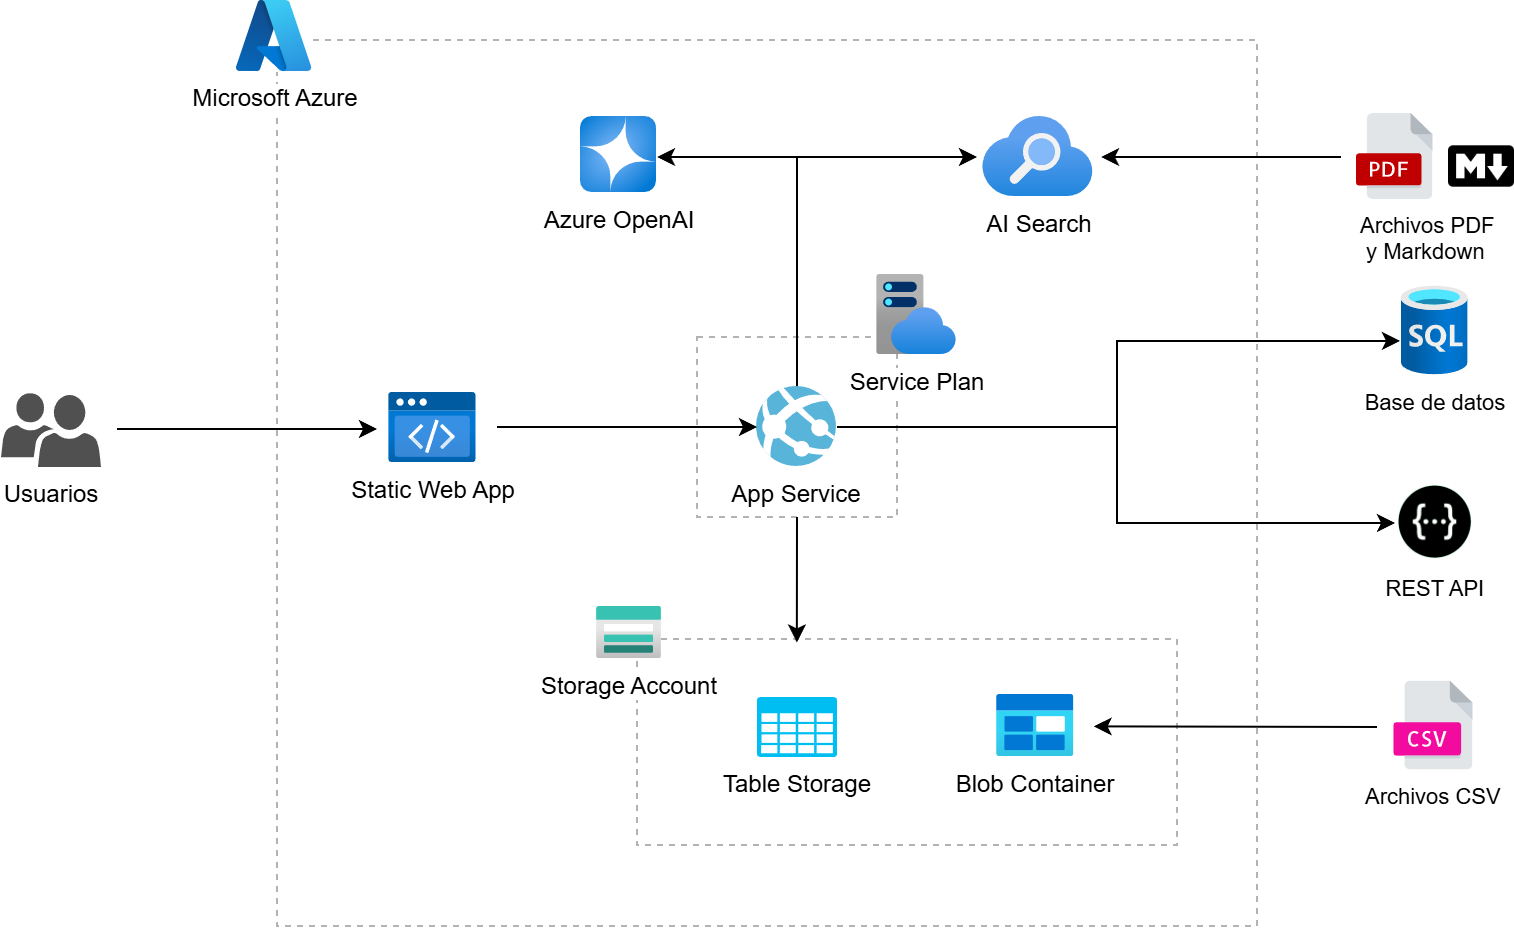 Microsoft Azure
Azure OpenAI
AI Search
PDF
M
Archivos PDF
y Markdown
Service Plan
SQL
Base de datos
Usuarios
</>
Static Web App
App Service
{···}
REST API
Storage Account
Table Storage
Blob Container
CSV
Archivos CSV